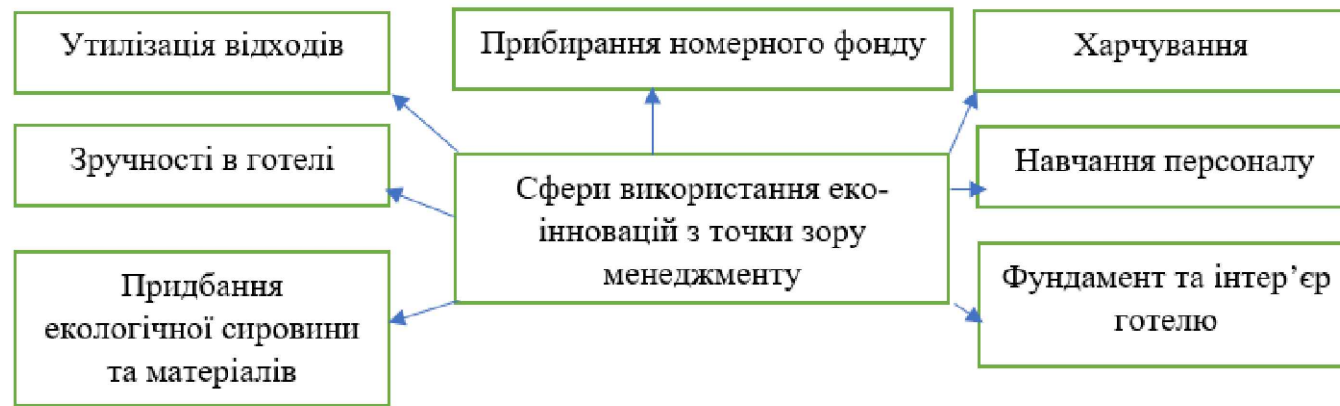 Утилізація відходів
Прибирання номерного фонду
Харчування
Зручності в готелі
Сфери використання еко-
інновацій з точки зору
менеджменту
Навчання персоналу
Придбання
екологічної сировини
та матеріалів
Фундамент та інтер’єр
готелю